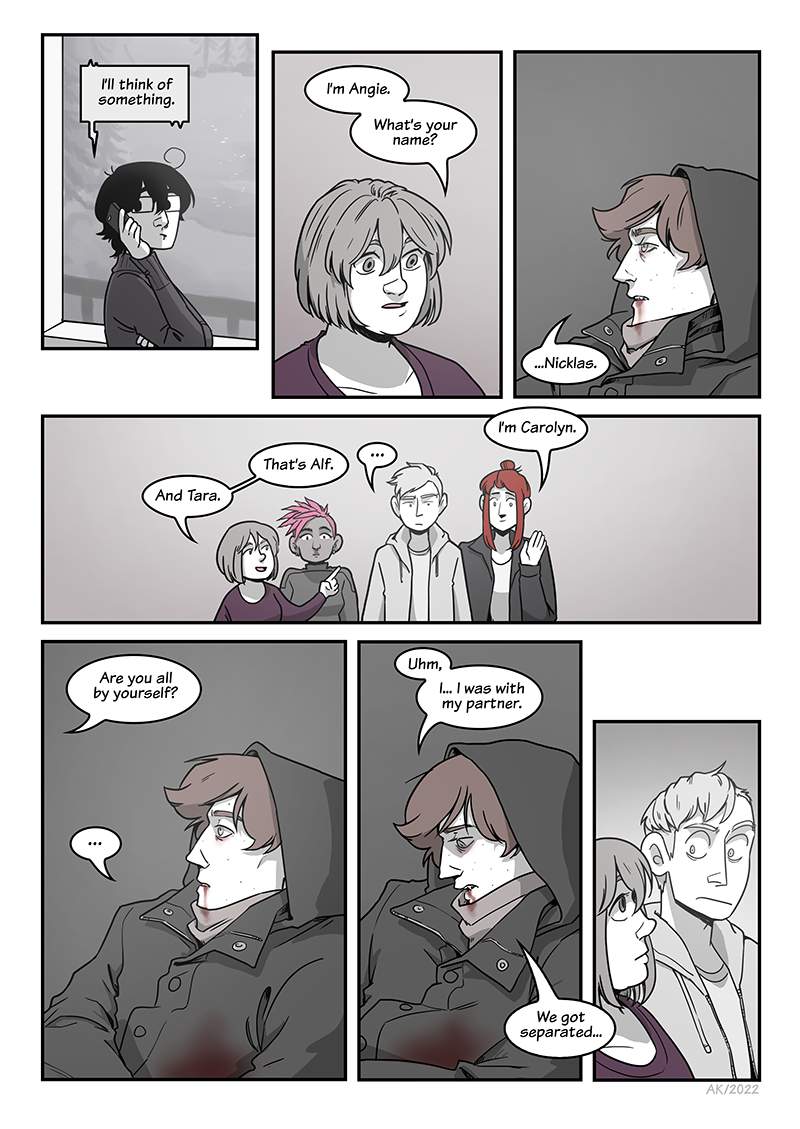 I'll think of
something.
I'm Angie.
What's your
name?
...Nicklas.
And Tara.
That's Alf.
...
I'm Carolyn.
Are you all
by yourself?
...
Uhm,
I... I was with
my partner.
We got
separated...
AK/2022